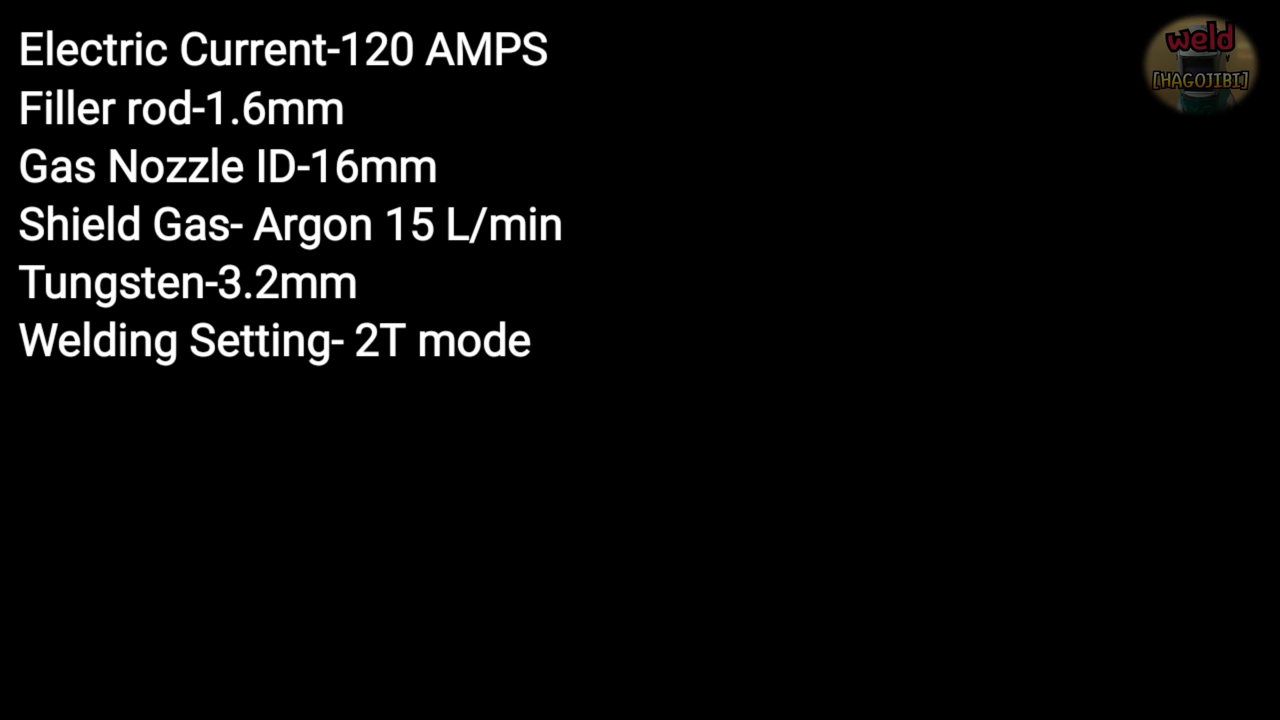 Electric Current-120 AMPS
Filler rod-1.6mm
Gas Nozzle ID-16mm
Shield Gas- Argon 15 L/min
Tungsten-3.2mm
Welding Setting- 2T mode
weld
[HAGOJIBI]